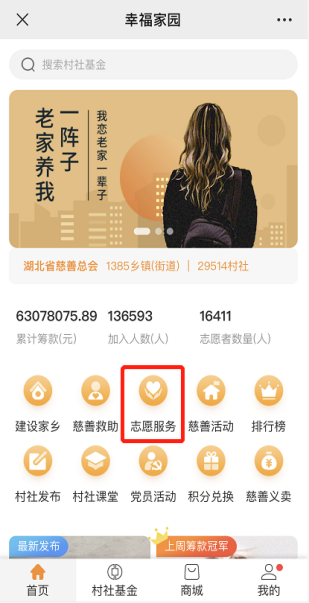 幸福家园
搜索村社基金
老家养我
一阵子
我恋老家一辈子
湖北省慈善总会 1385乡镇(街道) | 29514村社
63078075.89 136593 16411
累计筹款(元) 加入人数(人) 志愿者数量(人)
建设家乡 慈善救助 志愿服务 慈善活动 排行榜
村社发布 村社课堂 党员活动 积分兑换 慈善义卖
最新发布 上周筹款冠军
首页 村社基金 商城 我的